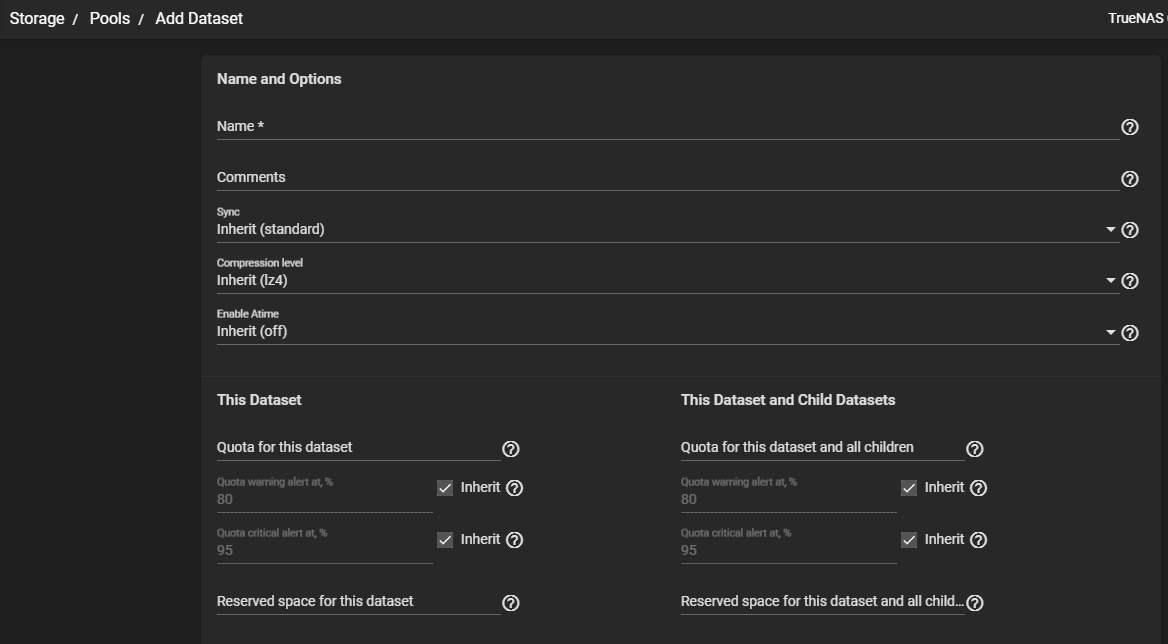 Storage / Pools / Add Dataset
TrueNAS
Name and Options
Name *
Comments
Sync
Inherit (standard)
Compression level
Inherit (lz4)
Enable Atime
Inherit (off)
This Dataset
Quota for this dataset
Quota warning alert at, %
80
Inherit
Quota critical alert at, %
95
Inherit
Reserved space for this dataset
This Dataset and Child Datasets
Quota for this dataset and all children
Quota warning alert at, %
80
Inherit
Quota critical alert at, %
95
Inherit
Reserved space for this dataset and all child...